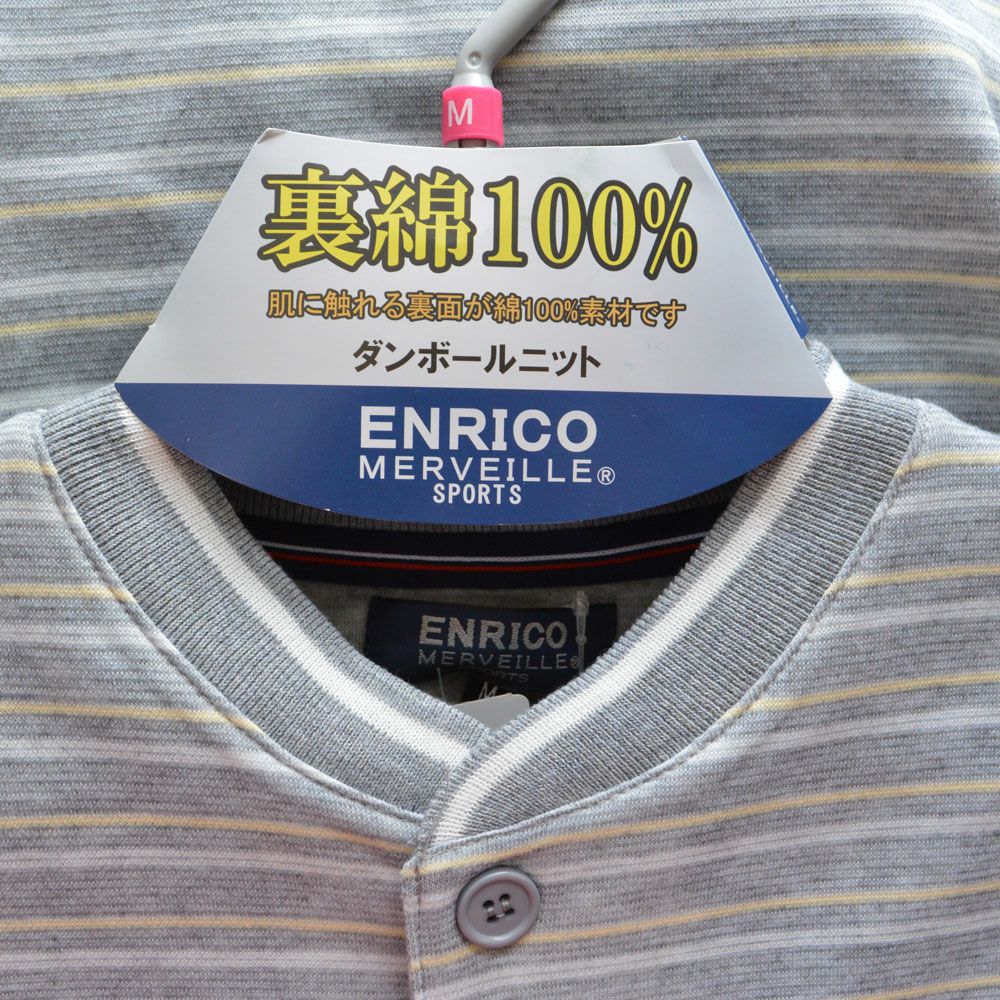 M
裏綿100%
肌に触れる裏面が綿100%素材です
ダンボールニット
ENRICO
MERVEILLE®
SPORTS
ENRICO
MERVEILLE®
M